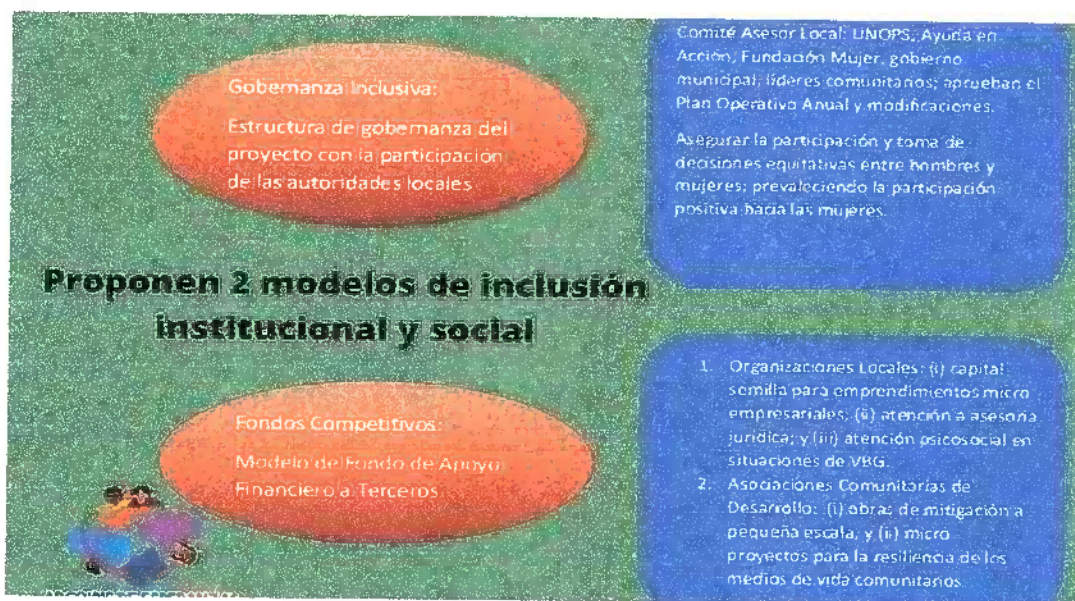 Gobernanza Inclusiva:
Estructura de gobernanza del
proyecto con la participación
de las autoridades locales
Comité Asesor Local: UNOPS, Ayuda en
Acción, Fundación Mujer, gobierno
municipal, líderes comunitarios; aprueban el
Plan Operativo Anual y modificaciones.
Asegurar la participación y toma de
decisiones equitativas entre hombres y
mujeres; prevaleciendo la participación
positiva hacia las mujeres.
Proponen 2 modelos de inclusión
institucional y social
Fondos Competitivos:
Modelo de Fondo de Apoyo
Financiero a Terceros
1. Organizaciones Locales: (i) capital
semilla para emprendimientos micro
empresariales; (ii) atención a asesoría
jurídica; y (iii) atención psicosocial en
situaciones de VBG.
2. Asociaciones Comunitarias de
Desarrollo: (i) obras de mitigación a
pequeña escala, y (ii) micro
proyectos para la resiliencia de los
medios de vida comunitarios